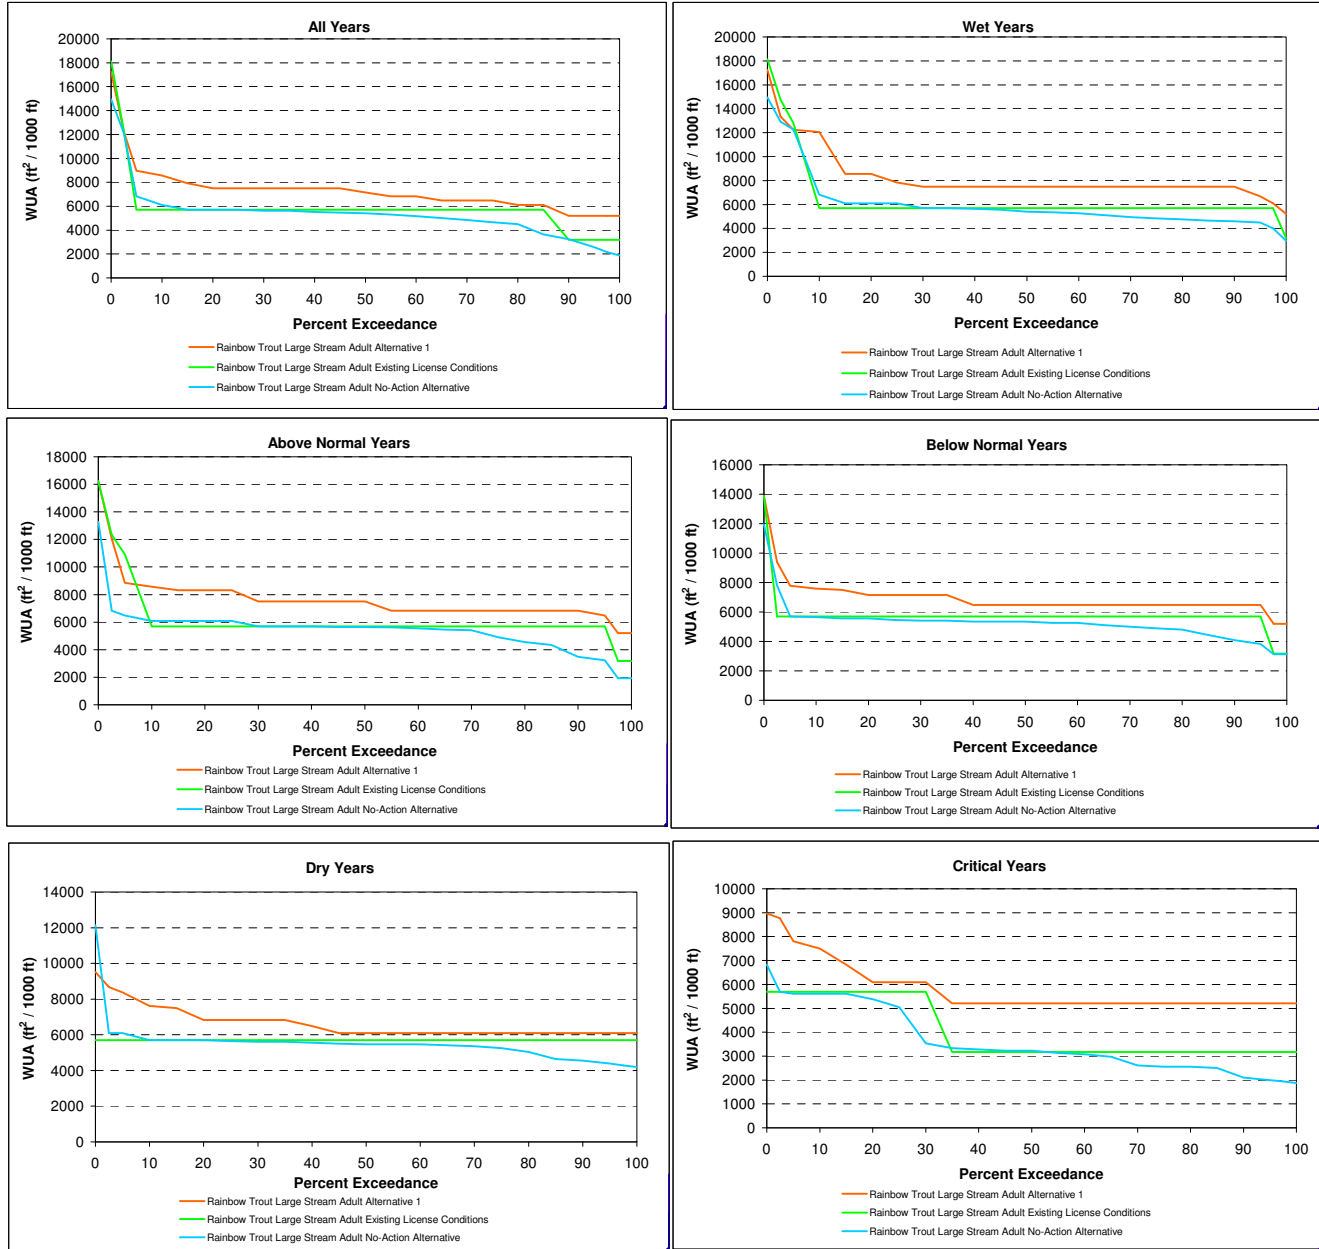 All Years
WUA (ft² / 1000 ft)
20000
18000
16000
14000
12000
10000
8000
6000
4000
2000
0
0 10 20 30 40 50 60 70 80 90 100
Percent Exceedance
Rainbow Trout Large Stream Adult Alternative 1
Rainbow Trout Large Stream Adult Existing License Conditions
Rainbow Trout Large Stream Adult No-Action Alternative
Wet Years
WUA (ft² / 1000 ft)
20000
18000
16000
14000
12000
10000
8000
6000
4000
2000
0
0 10 20 30 40 50 60 70 80 90 100
Percent Exceedance
Rainbow Trout Large Stream Adult Alternative 1
Rainbow Trout Large Stream Adult Existing License Conditions
Rainbow Trout Large Stream Adult No-Action Alternative
Above Normal Years
WUA (ft² / 1000 ft)
18000
16000
14000
12000
10000
8000
6000
4000
2000
0
0 10 20 30 40 50 60 70 80 90 100
Percent Exceedance
Rainbow Trout Large Stream Adult Alternative 1
Rainbow Trout Large Stream Adult Existing License Conditions
Rainbow Trout Large Stream Adult No-Action Alternative
Below Normal Years
WUA (ft² / 1000 ft)
16000
14000
12000
10000
8000
6000
4000
2000
0
0 10 20 30 40 50 60 70 80 90 100
Percent Exceedance
Rainbow Trout Large Stream Adult Alternative 1
Rainbow Trout Large Stream Adult Existing License Conditions
Rainbow Trout Large Stream Adult No-Action Alternative
Dry Years
WUA (ft² / 1000 ft)
14000
12000
10000
8000
6000
4000
2000
0
0 10 20 30 40 50 60 70 80 90 100
Percent Exceedance
Rainbow Trout Large Stream Adult Alternative 1
Rainbow Trout Large Stream Adult Existing License Conditions
Rainbow Trout Large Stream Adult No-Action Alternative
Critical Years
WUA (ft² / 1000 ft)
10000
9000
8000
7000
6000
5000
4000
3000
2000
1000
0
0 10 20 30 40 50 60 70 80 90 100
Percent Exceedance
Rainbow Trout Large Stream Adult Alternative 1
Rainbow Trout Large Stream Adult Existing License Conditions
Rainbow Trout Large Stream Adult No-Action Alternative